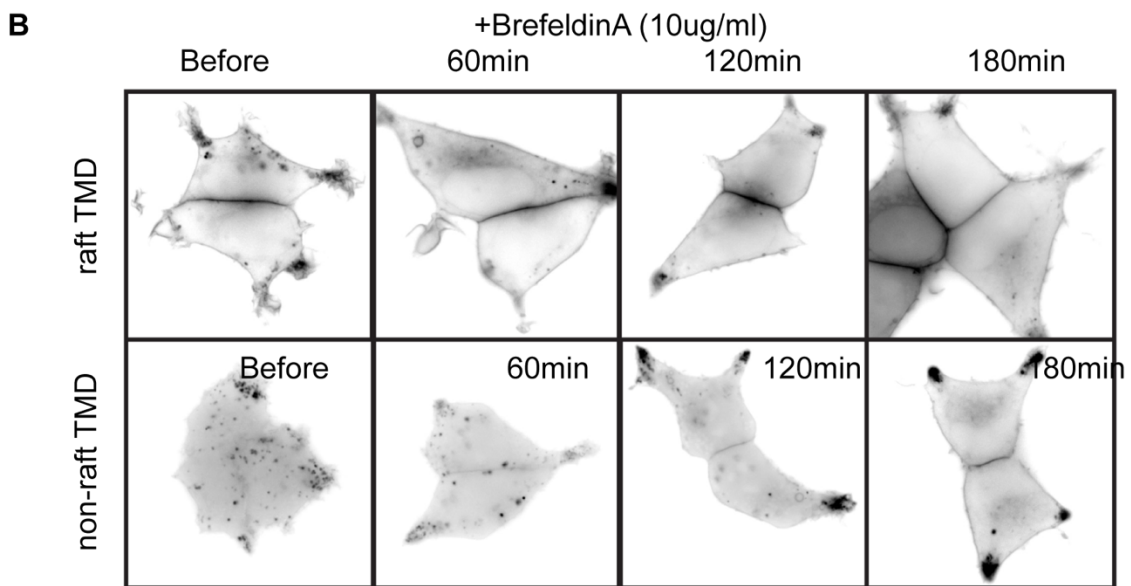 B
+BrefeldinA (10ug/ml)
Before 60min 120min 180min
raft TMD
non-raft TMD
Before 60min 120min 180min